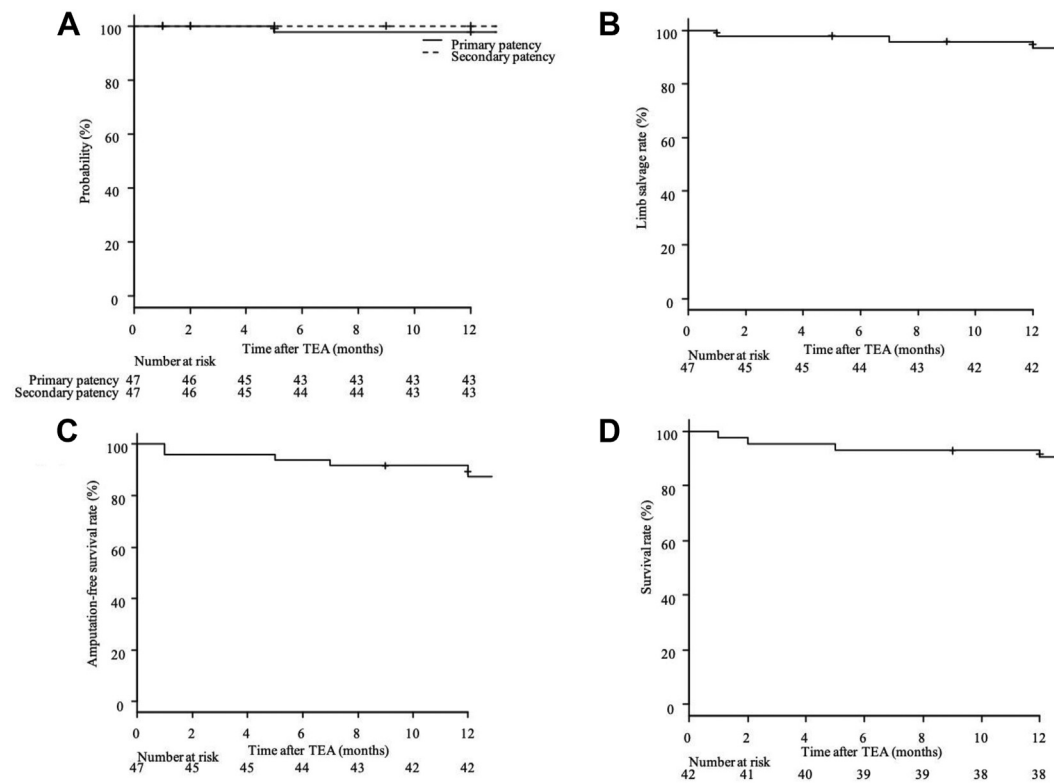 A
100
80
60
40
20
0
Probability (%)
Primary patency
Secondary patency
0 2 4 6 8 10 12
Time after TEA (months)
Number at risk
Primary patency 47 46 45 43 43 43 43
Secondary patency 47 46 45 44 44 43 43
B
100
80
60
40
20
0
Limb salvage rate (%)
0 2 4 6 8 10 12
Time after TEA (months)
Number at risk
47 45 45 44 43 42 42
C
100
80
60
40
20
0
Amputation-free survival rate (%)
0 2 4 6 8 10 12
Time after TEA (months)
Number at risk
47 45 45 44 43 42 42
D
100
80
60
40
20
0
Survival rate (%)
0 2 4 6 8 10 12
Time after TEA (months)
Number at risk
42 41 40 39 39 38 38